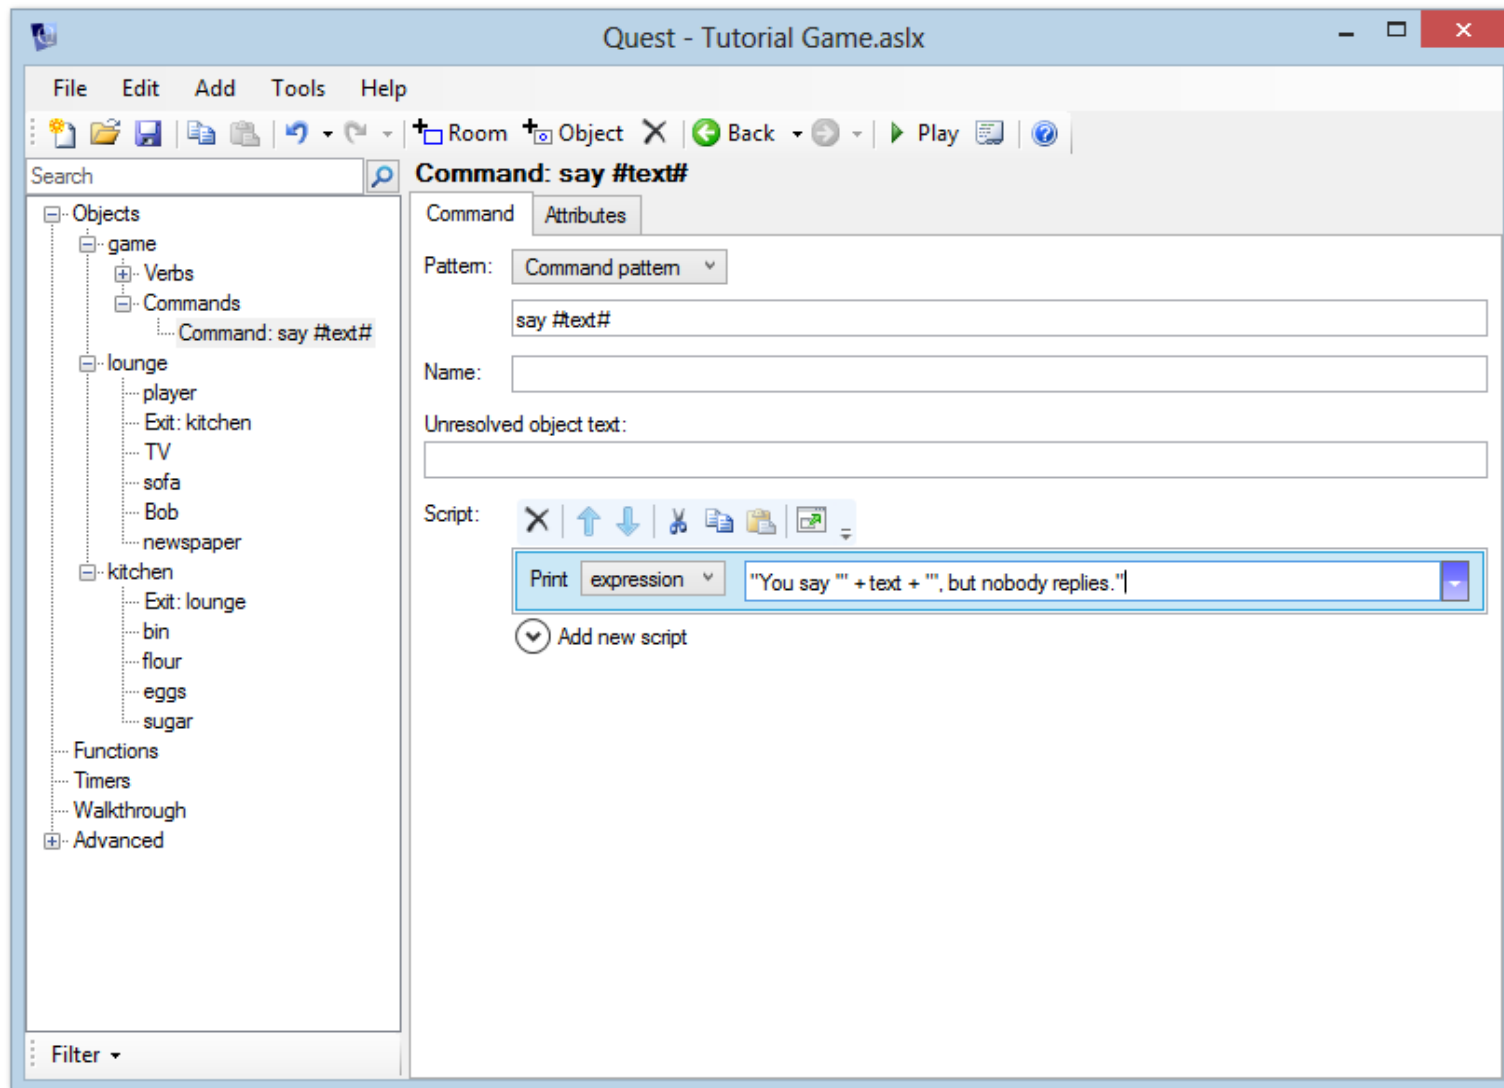 Quest - Tutorial Game.aslx
File Edit Add Tools Help
Room Object Back Play
Search
Command: say #text#
Objects
game
Verbs
Commands
Command: say #text#
lounge
player
Exit: kitchen
TV
sofa
Bob
newspaper
kitchen
Exit: lounge
bin
flour
eggs
sugar
Functions
Timers
Walkthrough
Advanced
Filter
Command Attributes
Pattern: Command pattern
say #text#
Name:
Unresolved object text:
Script:
Print expression "You say '" + text + "', but nobody replies."
Add new script